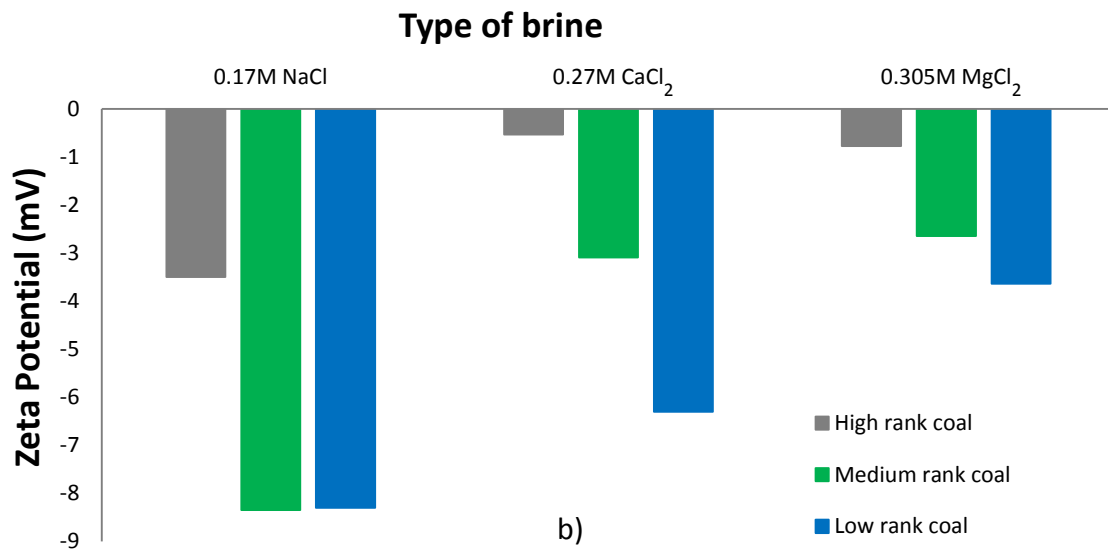 Type of brine
0.17M NaCl
0.27M CaCl₂
0.305M MgCl₂
Zeta Potential (mV)
0
-1
-2
-3
-4
-5
-6
-7
-8
-9
High rank coal
Medium rank coal
Low rank coal
b)